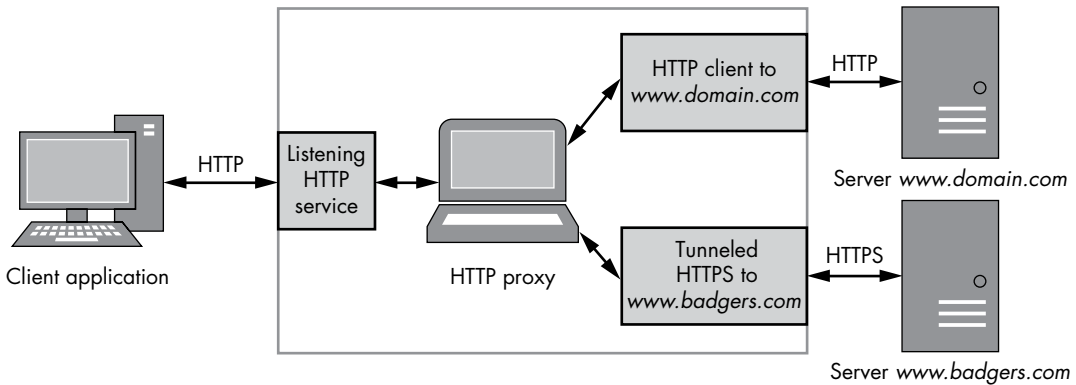 HTTP
Listening
HTTP
service
HTTP client to
www.domain.com
HTTP
Server www.domain.com
Client application
HTTP proxy
Tunneled
HTTPS to
www.badgers.com
HTTPS
Server www.badgers.com